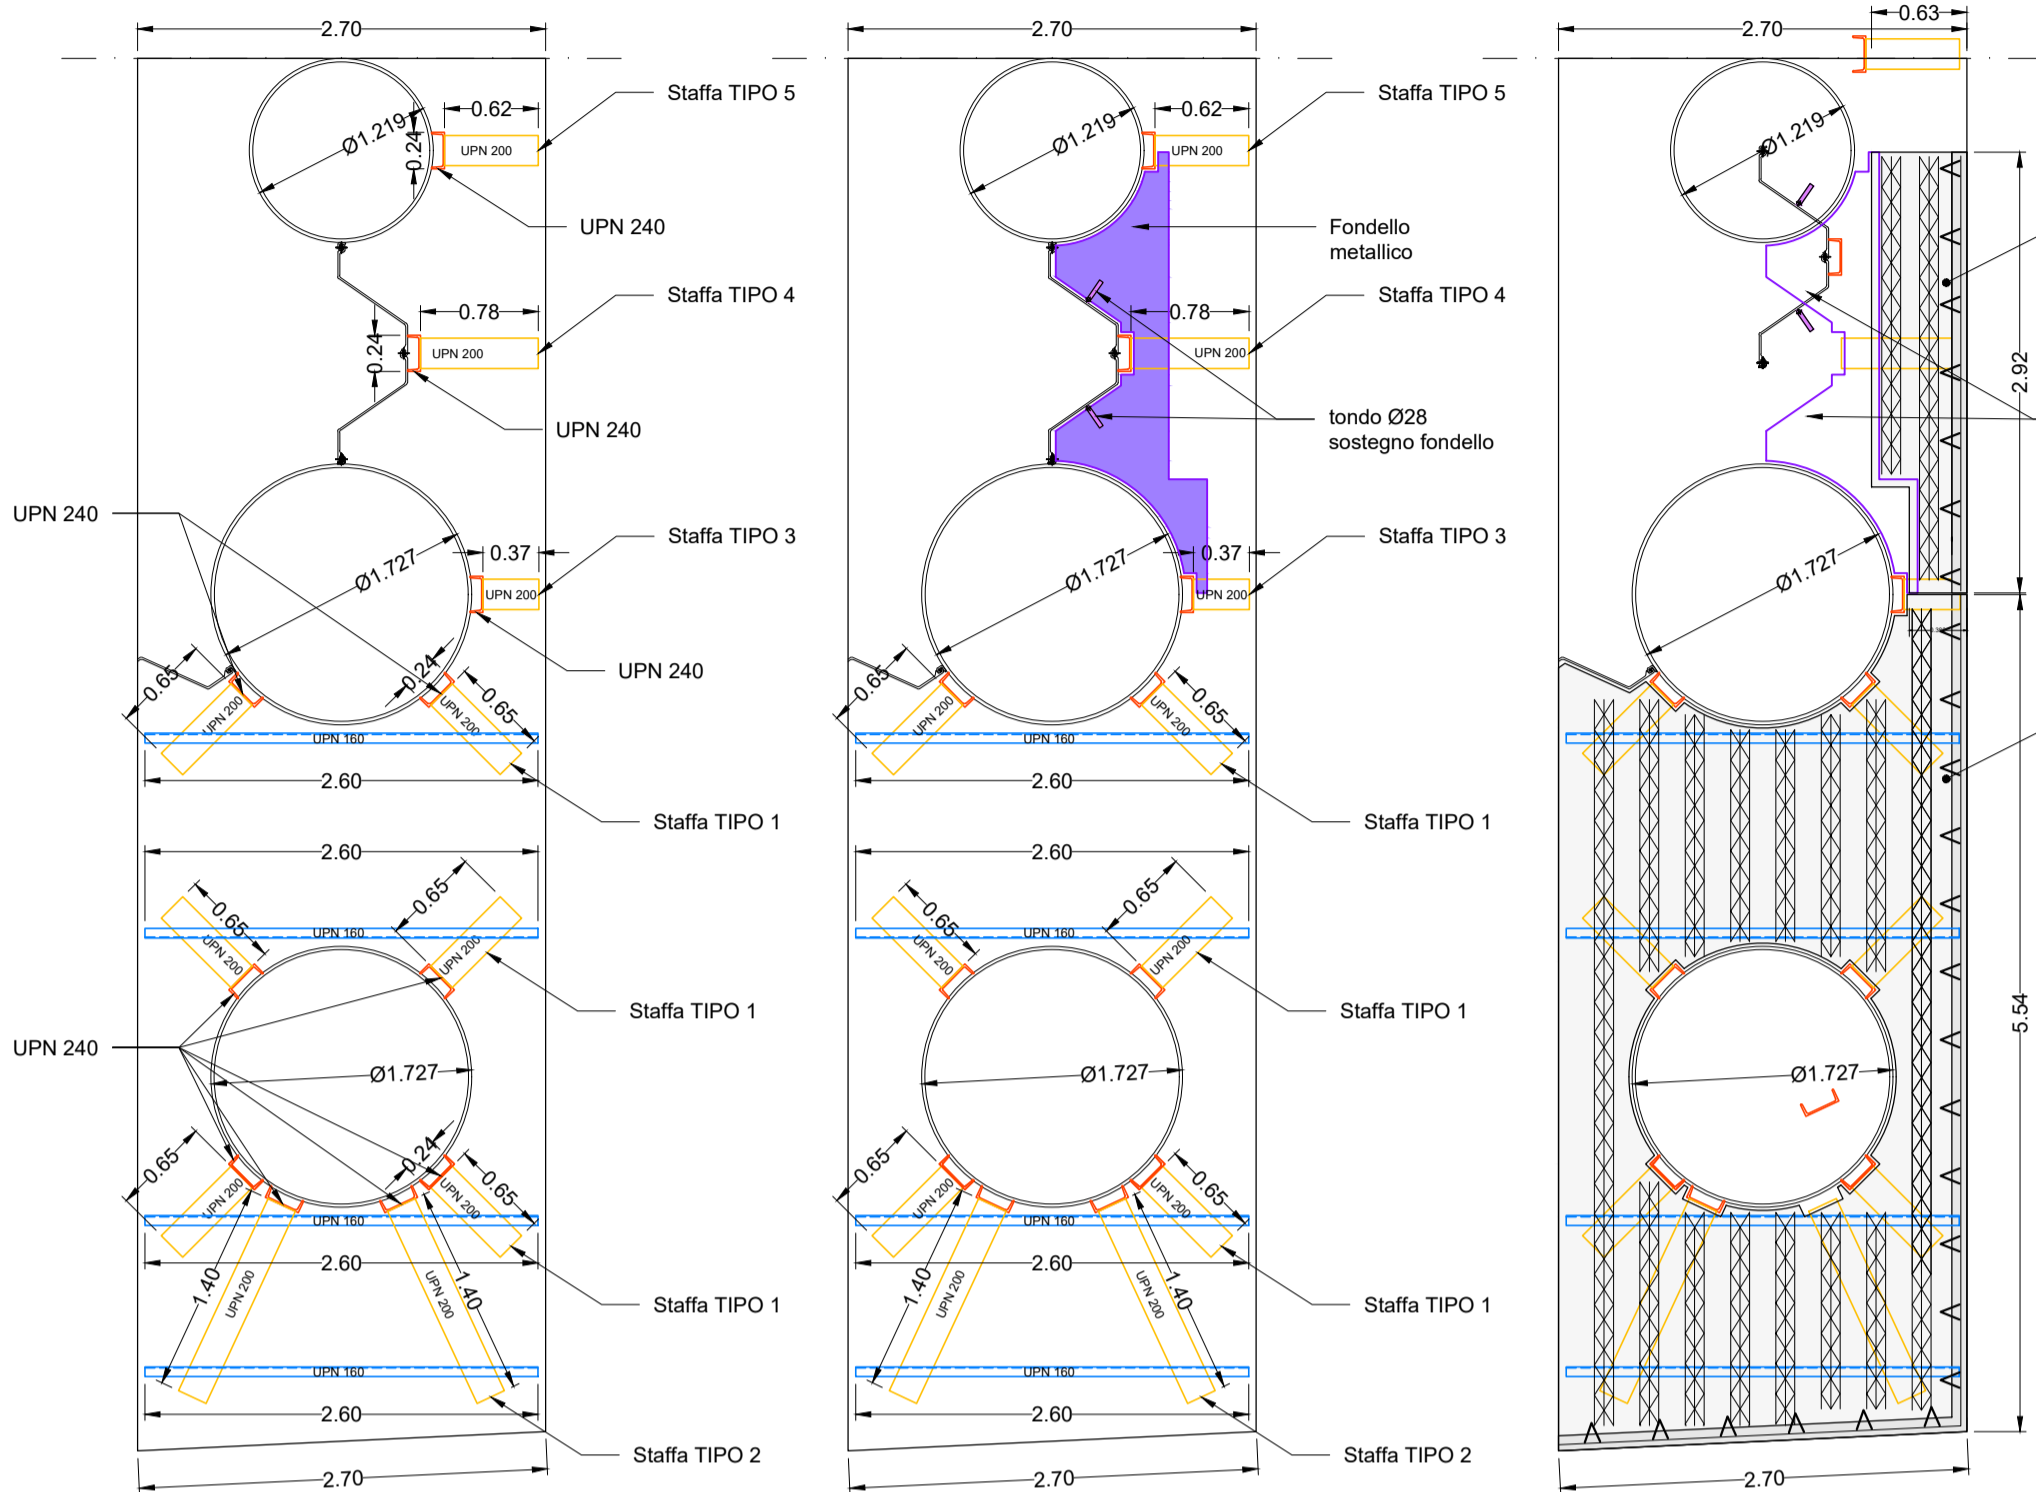 2.70
0.62
Staffa TIPO 5
Ø1.219
0.24
UPN 200
UPN 240
Staffa TIPO 4
0.78
0.24
UPN 200
UPN 240
UPN 240
Staffa TIPO 3
0.37
Ø1.727
UPN 200
0.24
UPN 240
0.65
0.65
UPN 200
UPN 200
UPN 160
2.60
Staffa TIPO 1
2.60
0.65
0.65
UPN 160
UPN 200
UPN 200
Staffa TIPO 1
UPN 240
Ø1.727
0.24
0.65
0.65
UPN 200
UPN 200
UPN 160
2.60
1.40
1.40
UPN 200
UPN 200
Staffa TIPO 1
UPN 160
2.60
Staffa TIPO 2
2.70
2.70
0.62
Staffa TIPO 5
Ø1.219
UPN 200
Fondello
metallico
Staffa TIPO 4
0.78
UPN 200
tondo Ø28
sostegno fondello
Staffa TIPO 3
0.37
Ø1.727
UPN 200
0.65
0.65
UPN 200
UPN 200
UPN 160
2.60
Staffa TIPO 1
2.60
0.65
0.65
UPN 160
UPN 200
UPN 200
Staffa TIPO 1
Ø1.727
0.65
0.65
UPN 200
UPN 200
UPN 160
2.60
1.40
1.40
UPN 200
UPN 200
Staffa TIPO 1
UPN 160
2.60
Staffa TIPO 2
2.70
0.63
2.70
Ø1.219
2.92
Ø1.727
5.54
Ø1.727
2.70